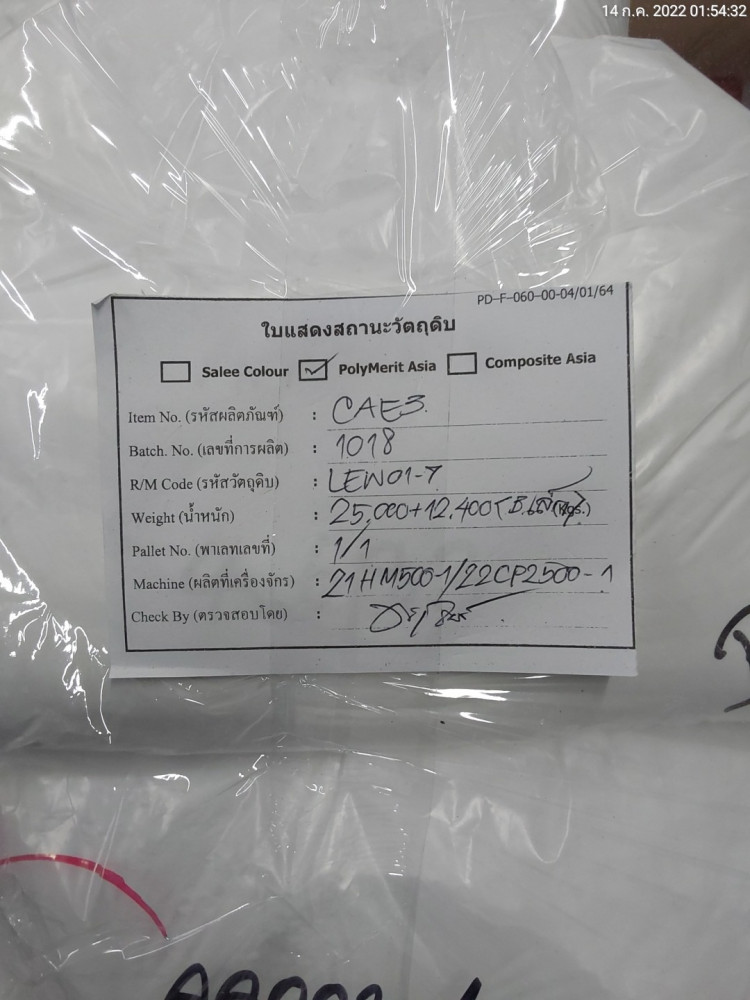 14 ก.ค. 2022 01:54:32
PD-F-060-00-04/01/64
ใบแสดงสถานะวัตถุดิบ
Salee Colour PolyMerit Asia Composite Asia
Item No. (รหัสผลิตภัณฑ์) : CAE3
Batch. No. (เลขที่การผลิต) : 1018
R/M Code (รหัสวัตถุดิบ) : LEW01-7
Weight (น้ำหนัก) : 25.000+12.400 (Kgs.)
Pallet No. (พาเลทเลขที่) : 1/1
Machine (ผลิตที่เครื่องจักร) : 21HM500-1/22CP2500-1
Check By (ตรวจสอบโดย) :